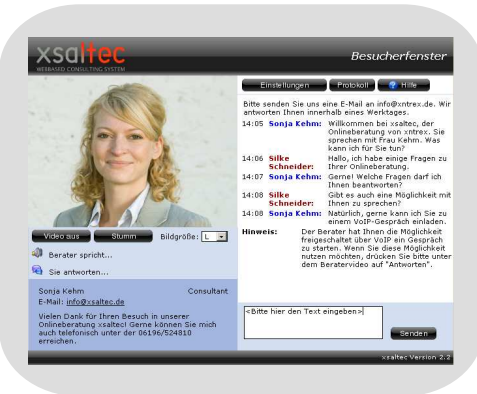 xsaltec
WEBBASED CONSULTING SYSTEM
Besucherfenster
Einstellungen Protokoll ? Hilfe
Bitte senden Sie uns eine E-Mail an info@xntrex.de. Wir
antworten Ihnen innerhalb eines Werktages.
14:05 Sonja Kehm: Willkommen bei xsaltec, der
Onlineberatung von xntrex. Sie
sprechen mit Frau Kehm. Was
kann ich für Sie tun?
14:06 Silke Schneider: Hallo, ich habe einige Fragen zu
Ihrer Onlineberatung.
14:07 Sonja Kehm: Gerne! Welche Fragen darf ich
Ihnen beantworten?
14:08 Silke Schneider: Gibt es auch eine Möglichkeit mit
Ihnen zu sprechen?
14:08 Sonja Kehm: Natürlich, gerne kann ich Sie zu
einem VoIP-Gespräch einladen.
Hinweis: Der Berater hat Ihnen die Möglichkeit
freigeschaltet über VoIP ein Gespräch
zu starten. Wenn Sie diese Möglichkeit
nutzen möchten, drücken Sie bitte unter
dem Beratervideo auf "Antworten".
Video aus Stumm Bildgröße: L
Berater spricht...
Sie antworten...
Sonja Kehm Consultant
E-Mail: info@xsaltec.de
Vielen Dank für Ihren Besuch in unserer
Onlineberatung xsaltec! Gerne können Sie mich
auch telefonisch unter der 06196/524810
erreichen.
<Bitte hier den Text eingeben>
Senden
xsaltec Version 2.2